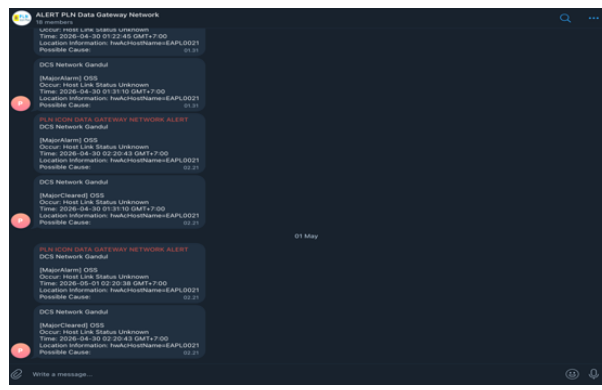 ALERT PLN Data Gateway Network
18 members
Occur: Host Link Status Unknown
Time: 2026-04-30 01:22:45 GMT+7:00
Location Information: hwAcHostName=EAPL0021
Possible Cause:
01.31
DCS Network Gandul
[MajorAlarm] OSS
Occur: Host Link Status Unknown
Time: 2026-04-30 01:31:10 GMT+7:00
Location Information: hwAcHostName=EAPL0021
Possible Cause:
01.31
P
PLN ICON DATA GATEWAY NETWORK ALERT
DCS Network Gandul
[MajorAlarm] OSS
Occur: Host Link Status Unknown
Time: 2026-04-30 02:20:43 GMT+7:00
Location Information: hwAcHostName=EAPL0021
Possible Cause:
02.21
DCS Network Gandul
[MajorCleared] OSS
Occur: Host Link Status Unknown
Time: 2026-04-30 01:31:10 GMT+7:00
Location Information: hwAcHostName=EAPL0021
Possible Cause:
02.21
P
01 May
PLN ICON DATA GATEWAY NETWORK ALERT
DCS Network Gandul
[MajorAlarm] OSS
Occur: Host Link Status Unknown
Time: 2026-05-01 02:20:38 GMT+7:00
Location Information: hwAcHostName=EAPL0021
Possible Cause:
02.21
DCS Network Gandul
[MajorCleared] OSS
Occur: Host Link Status Unknown
Time: 2026-04-30 02:20:43 GMT+7:00
Location Information: hwAcHostName=EAPL0021
Possible Cause:
02.21
P
Write a message...